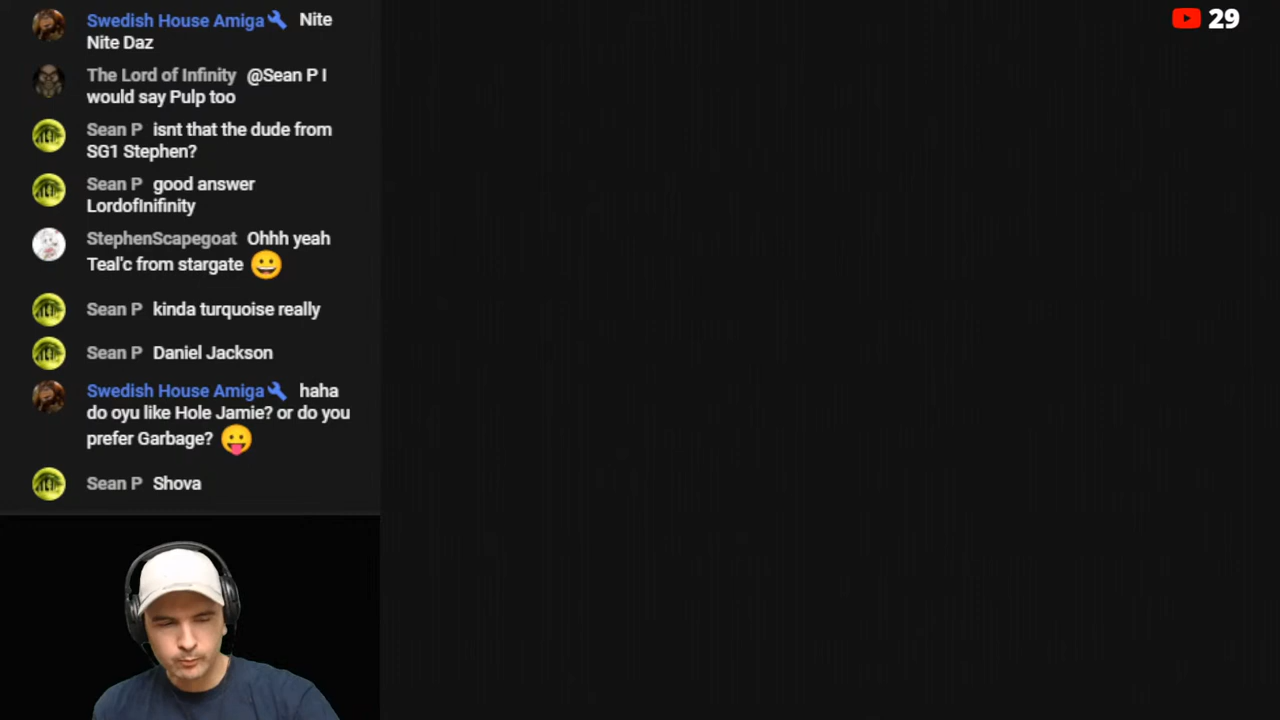 Swedish House Amiga Nite
Nite Daz
The Lord of Infinity @Sean P I
would say Pulp too
Sean P isnt that the dude from
SG1 Stephen?
Sean P good answer
LordofInifinity
StephenScapegoat Ohhh yeah
Teal'c from stargate 😀
Sean P kinda turquoise really
Sean P Daniel Jackson
Swedish House Amiga haha
do oyu like Hole Jamie? or do you
prefer Garbage? 😛
Sean P Shova
29